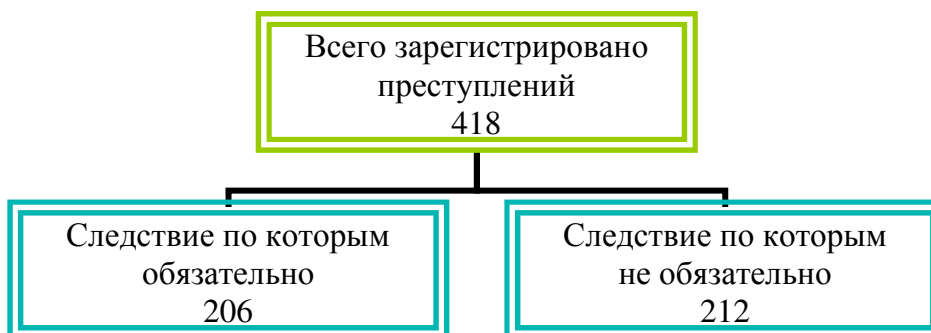 Всего зарегистрировано
преступлений
418
Следствие по которым
обязательно
206
Следствие по которым
не обязательно
212